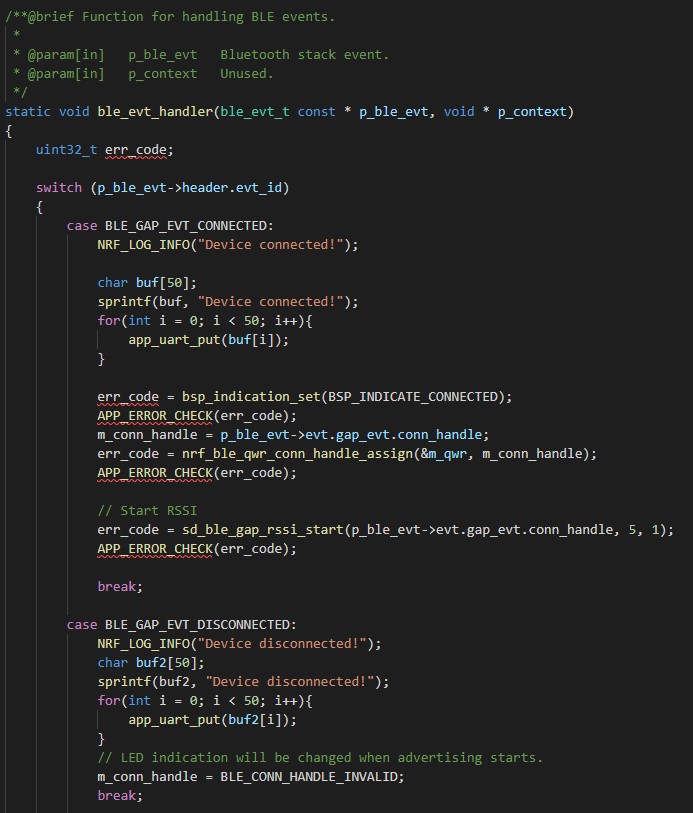 /**@brief Function for handling BLE events.
 *
 * @param[in]   p_ble_evt   Bluetooth stack event.
 * @param[in]   p_context   Unused.
 */
static void ble_evt_handler(ble_evt_t const * p_ble_evt, void * p_context)
{
    uint32_t err_code;

    switch (p_ble_evt->header.evt_id)
    {
        case BLE_GAP_EVT_CONNECTED:
            NRF_LOG_INFO("Device connected!");

            char buf[50];
            sprintf(buf, "Device connected!");
            for(int i = 0; i < 50; i++){
                app_uart_put(buf[i]);
            }

            err_code = bsp_indication_set(BSP_INDICATE_CONNECTED);
            APP_ERROR_CHECK(err_code);
            m_conn_handle = p_ble_evt->evt.gap_evt.conn_handle;
            err_code = nrf_ble_qwr_conn_handle_assign(&m_qwr, m_conn_handle);
            APP_ERROR_CHECK(err_code);

            // Start RSSI
            err_code = sd_ble_gap_rssi_start(p_ble_evt->evt.gap_evt.conn_handle, 5, 1);
            APP_ERROR_CHECK(err_code);

            break;

        case BLE_GAP_EVT_DISCONNECTED:
            NRF_LOG_INFO("Device disconnected!");
            char buf2[50];
            sprintf(buf2, "Device disconnected!");
            for(int i = 0; i < 50; i++){
                app_uart_put(buf2[i]);
            }
            // LED indication will be changed when advertising starts.
            m_conn_handle = BLE_CONN_HANDLE_INVALID;
            break;